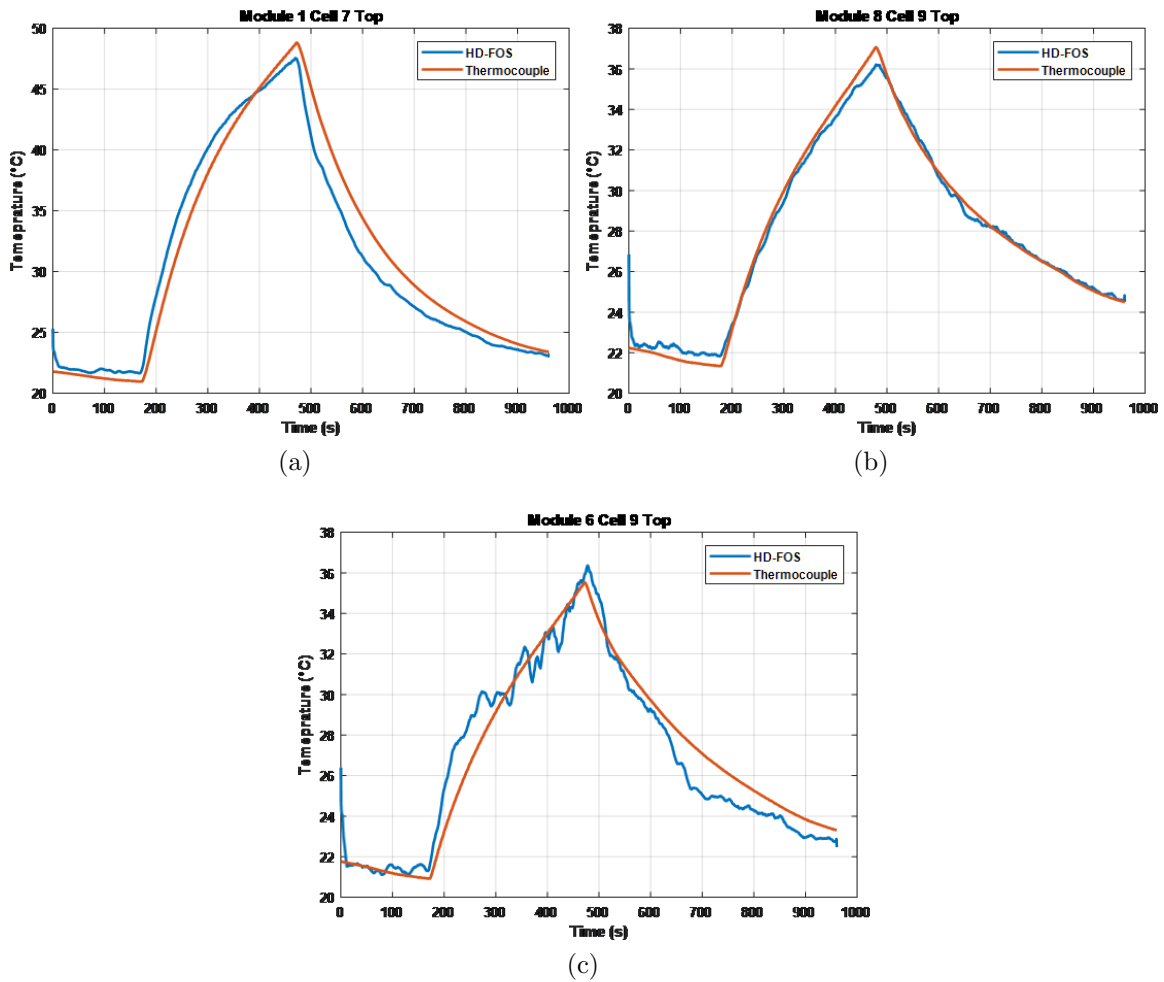 Module 1 Cell 7 Top
50
45
40
35
30
25
20
Temeprature (°C)
HD-FOS
Thermocouple
0 100 200 300 400 500 600 700 800 900 1000
Time (s)
(a)
Module 8 Cell 9 Top
38
36
34
32
30
28
26
24
22
20
Temeprature (°C)
HD-FOS
Thermocouple
0 100 200 300 400 500 600 700 800 900 1000
Time (s)
(b)
Module 6 Cell 9 Top
38
36
34
32
30
28
26
24
22
20
Temeprature (°C)
HD-FOS
Thermocouple
0 100 200 300 400 500 600 700 800 900 1000
Time (s)
(c)